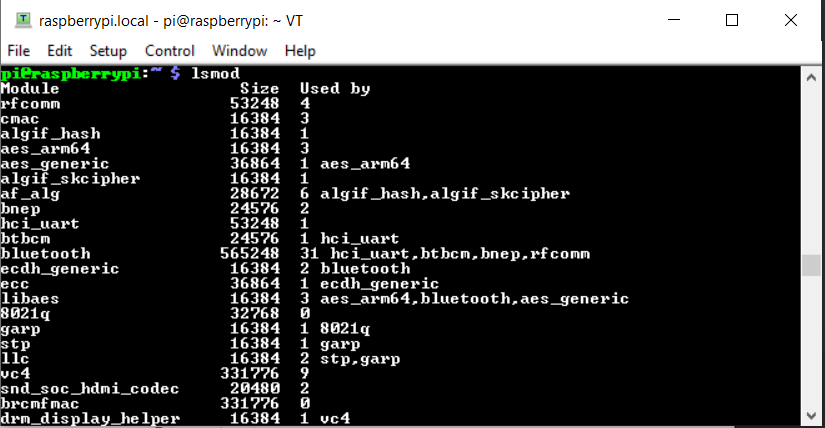 raspberrypi.local - pi@raspberrypi: ~ VT
File Edit Setup Control Window Help
pi@raspberrypi:~ $ lsmod
Module                  Size  Used by
rfcomm                 53248  4
cmac                   16384  3
algif_hash             16384  1
aes_arm64              16384  3
aes_generic            36864  1 aes_arm64
algif_skcipher         16384  1
af_alg                 28672  6 algif_hash,algif_skcipher
bnep                   24576  2
hci_uart               53248  1
btbcm                  24576  1 hci_uart
bluetooth             565248  31 hci_uart,btbcm,bnep,rfcomm
ecdh_generic           16384  2 bluetooth
ecc                    36864  1 ecdh_generic
libaes                 16384  3 aes_arm64,bluetooth,aes_generic
8021q                  32768  0
garp                   16384  1 8021q
stp                    16384  1 garp
llc                    16384  2 stp,garp
vc4                   331776  9
snd_soc_hdmi_codec     20480  2
brcmfmac              331776  0
drm_display_helper     16384  1 vc4